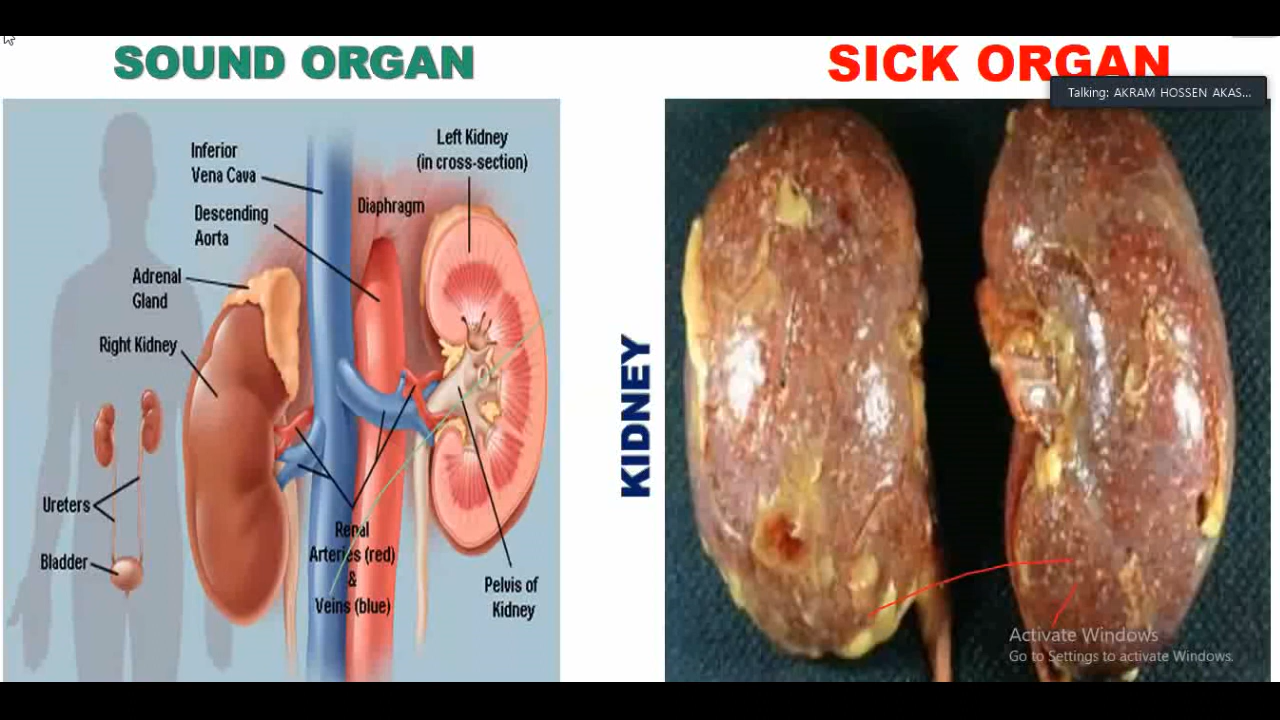 SOUND ORGAN
SICK ORGAN
Talking: AKRAM HOSSEN AKAS...
Inferior
Vena Cava
Descending
Aorta
Adrenal
Gland
Right Kidney
Diaphragm
Left Kidney
(in cross-section)
Ureters
Bladder
Renal
Arteries (red)
&
Veins (blue)
Pelvis of
Kidney
KIDNEY
Activate Windows
Go to Settings to activate Windows.